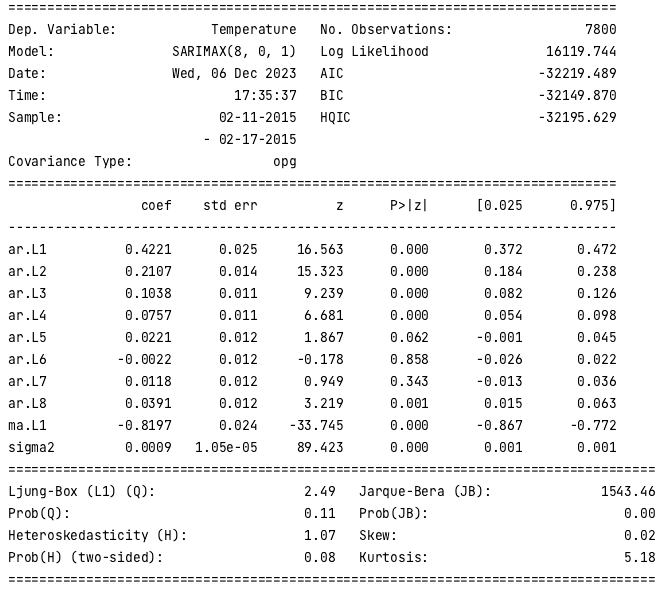 ==============================================================================
Dep. Variable:            Temperature   No. Observations:                 7800
Model:               SARIMAX(8, 0, 1)   Log Likelihood               16119.744
Date:                Wed, 06 Dec 2023   AIC                         -32219.489
Time:                        17:35:37   BIC                         -32149.870
Sample:                    02-11-2015   HQIC                        -32195.629
                         - 02-17-2015
Covariance Type:                  opg
==============================================================================
                 coef    std err          z      P>|z|      [0.025      0.975]
------------------------------------------------------------------------------
ar.L1          0.4221      0.025     16.563      0.000       0.372       0.472
ar.L2          0.2107      0.014     15.323      0.000       0.184       0.238
ar.L3          0.1038      0.011      9.239      0.000       0.082       0.126
ar.L4          0.0757      0.011      6.681      0.000       0.054       0.098
ar.L5          0.0221      0.012      1.867      0.062      -0.001       0.045
ar.L6         -0.0022      0.012     -0.178      0.858      -0.026       0.022
ar.L7          0.0118      0.012      0.949      0.343      -0.013       0.036
ar.L8          0.0391      0.012      3.219      0.001       0.015       0.063
ma.L1         -0.8197      0.024    -33.745      0.000      -0.867      -0.772
sigma2         0.0009   1.05e-05     89.423      0.000       0.001       0.001
===================================================================================
Ljung-Box (L1) (Q):                   2.49   Jarque-Bera (JB):              1543.46
Prob(Q):                              0.11   Prob(JB):                         0.00
Heteroskedasticity (H):               1.07   Skew:                             0.02
Prob(H) (two-sided):                  0.08   Kurtosis:                         5.18
===================================================================================